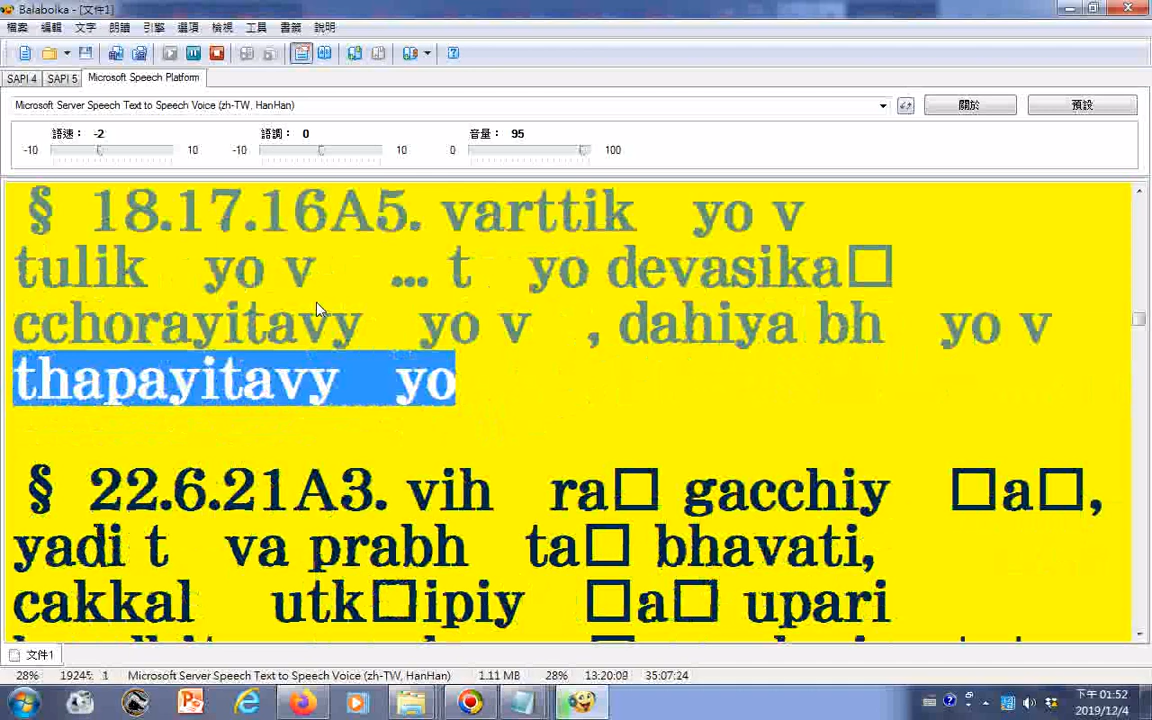 Balabolka - [文件1]
檔案 編輯 文字 朗讀 引擎 選項 檢視 工具 書籤 說明
SAPI 4 SAPI 5 Microsoft Speech Platform
Microsoft Server Speech Text to Speech Voice (zh-TW, HanHan) 關於 預設
語速： -2 語調： 0 音量： 95
-10 10 -10 10 0 100
§ 18.17.16A5. varttik yo v
tulik yo v ... t yo devasika□
cchorayitavy yo v , dahiya bh yo v
thapayitavy yo
§ 22.6.21A3. vih ra□ gacchiy □a□,
yadi t va prabh ta□ bhavati,
cakkal utk□ipiy □a□ upari
文件1
28% 19245: 1 Microsoft Server Speech Text to Speech Voice (zh-TW, HanHan) 1.11 MB 28% 13:20:09 35:07:24
下午 01:52
2019/12/4